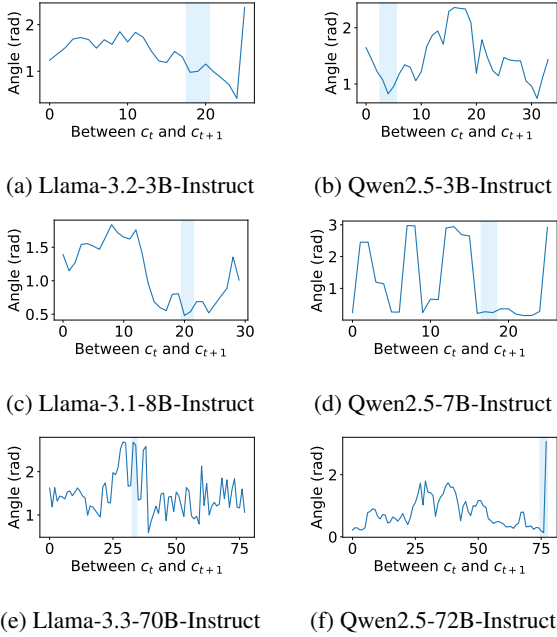 2
1
Angle (rad)
0 10 20
Between c_t and c_{t+1}
(a) Llama-3.2-3B-Instruct
2
1
Angle (rad)
0 10 20 30
Between c_t and c_{t+1}
(b) Qwen2.5-3B-Instruct
1.5
1.0
0.5
Angle (rad)
0 10 20 30
Between c_t and c_{t+1}
(c) Llama-3.1-8B-Instruct
3
2
1
Angle (rad)
0 10 20
Between c_t and c_{t+1}
(d) Qwen2.5-7B-Instruct
2
1
Angle (rad)
0 25 50 75
Between c_t and c_{t+1}
(e) Llama-3.3-70B-Instruct
2
0
Angle (rad)
0 25 50 75
Between c_t and c_{t+1}
(f) Qwen2.5-72B-Instruct